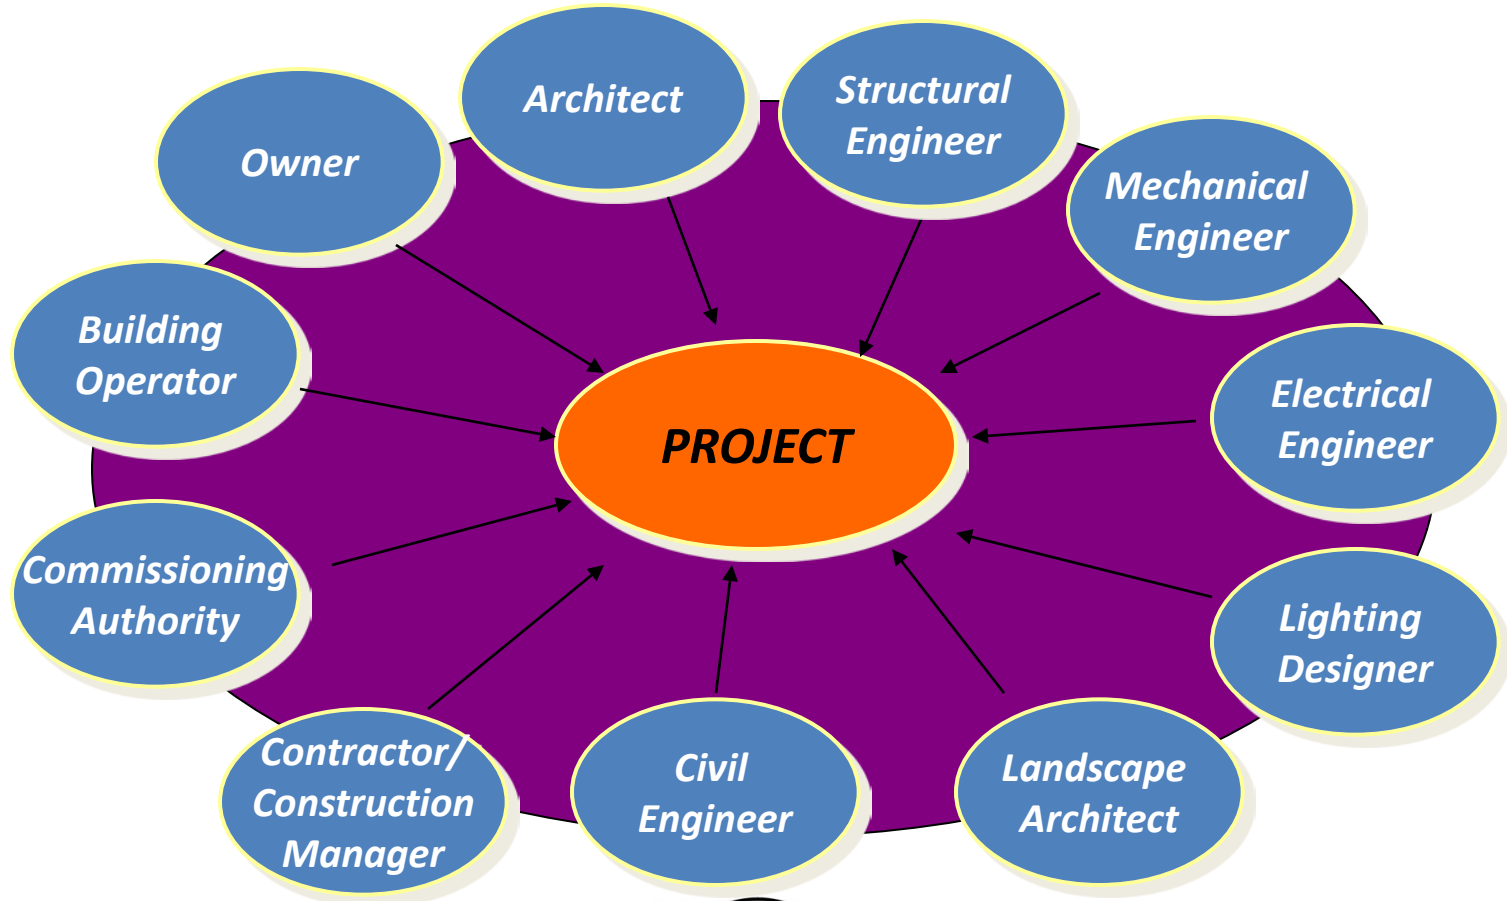 Architect
Structural
Engineer
Owner
Mechanical
Engineer
Building
Operator
Electrical
Engineer
PROJECT
Commissioning
Authority
Lighting
Designer
Contractor/
Construction
Manager
Civil
Engineer
Landscape
Architect